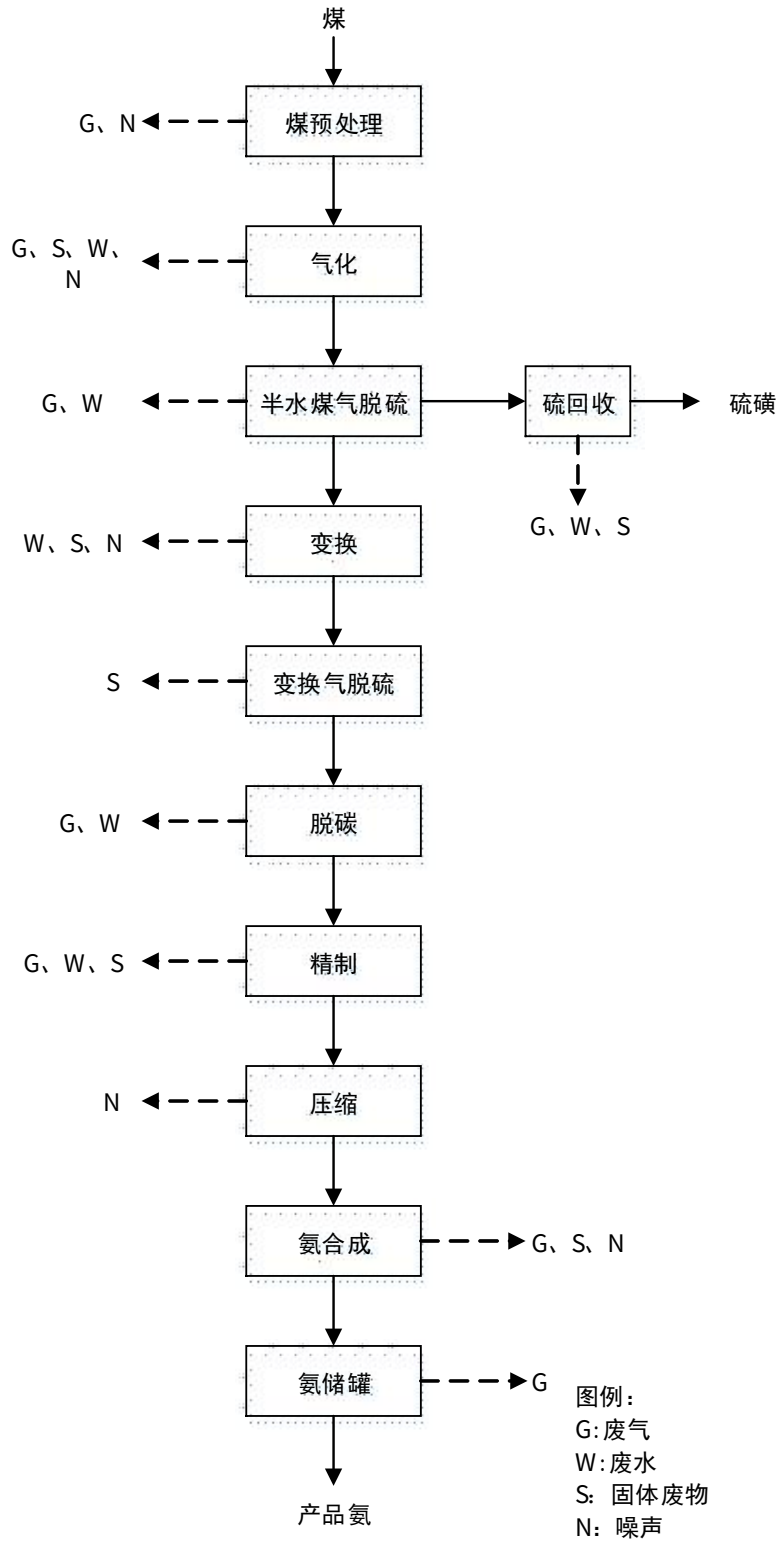 煤
G、N
煤预处理
G、S、W、
N
气化
G、W
半水煤气脱硫
硫回收
硫磺
G、W、S
W、S、N
变换
S
变换气脱硫
G、W
脱碳
G、W、S
精制
N
压缩
氨合成
G、S、N
氨储罐
G
产品氨
图例：
G:废气
W:废水
S：固体废物
N：噪声